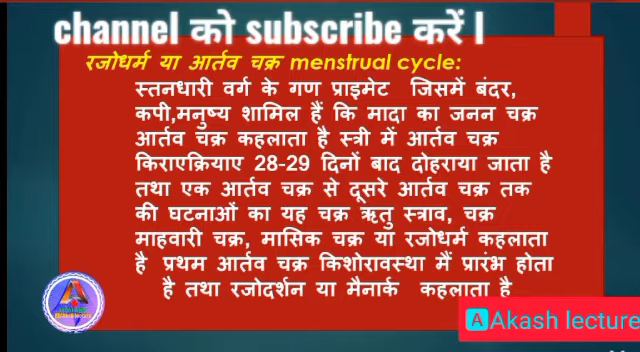 channel को subscribe करें l
रजोधर्म या आर्तव चक्र menstrual cycle:
स्तनधारी वर्ग के गण प्राइमेट जिसमें बंदर,
कपी,मनुष्य शामिल हैं कि मादा का जनन चक्र
आर्तव चक्र कहलाता है स्त्री में आर्तव चक्र
किराएक्रियाए 28-29 दिनों बाद दोहराया जाता है
तथा एक आर्तव चक्र से दूसरे आर्तव चक्र तक
की घटनाओं का यह चक्र ऋतु स्त्राव, चक्र
माहवारी चक्र, मासिक चक्र या रजोधर्म कहलाता
है प्रथम आर्तव चक्र किशोरावस्था मैं प्रारंभ होता
है तथा रजोदर्शन या मैनार्क कहलाता है
A Akash lecture